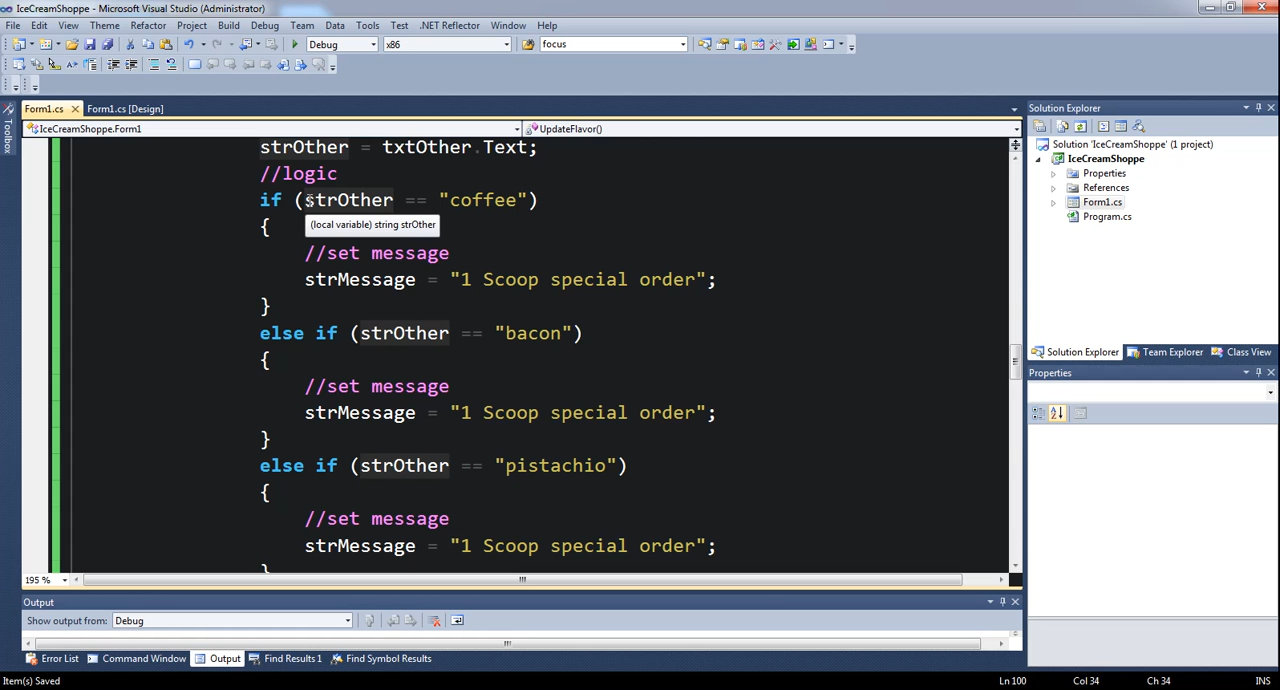 IceCreamShoppe - Microsoft Visual Studio (Administrator)
File Edit View Theme Refactor Project Build Debug Team Data Tools Test .NET Reflector Window Help
Debug x86 focus
Form1.cs Form1.cs [Design]
IceCreamShoppe.Form1 UpdateFlavor()
strOther = txtOther.Text;
//logic
if (strOther == "coffee")
{
(local variable) string strOther
//set message
strMessage = "1 Scoop special order";
}
else if (strOther == "bacon")
{
//set message
strMessage = "1 Scoop special order";
}
else if (strOther == "pistachio")
{
//set message
strMessage = "1 Scoop special order";
}
195 %
Output
Show output from: Debug
Error List Command Window Output Find Results 1 Find Symbol Results
Item(s) Saved Ln 100 Col 34 Ch 34 INS
Toolbox
Solution Explorer
Solution 'IceCreamShoppe' (1 project)
IceCreamShoppe
Properties
References
Form1.cs
Program.cs
Solution Explorer Team Explorer Class View
Properties